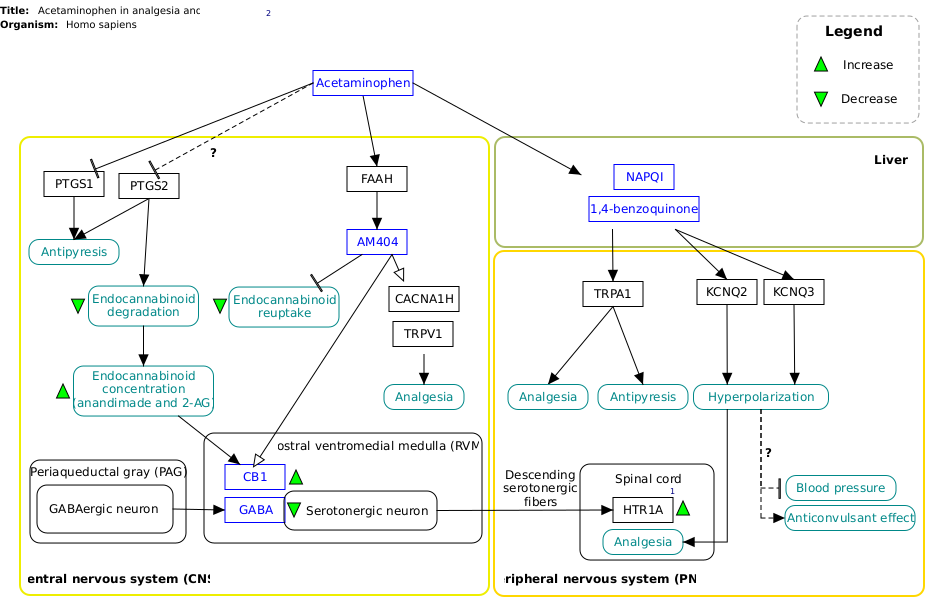 Title: Acetaminophen in analgesia and
2
Organism: Homo sapiens
Legend
Increase
Decrease
Acetaminophen
?
Liver
PTGS1
PTGS2
FAAH
NAPQI
1,4-benzoquinone
AM404
Antipyresis
Endocannabinoid
degradation
Endocannabinoid
reuptake
CACNA1H
TRPV1
TRPA1
KCNQ2
KCNQ3
Endocannabinoid
concentration
(anandimade and 2-AG)
Analgesia
Analgesia
Antipyresis
Hyperpolarization
ostral ventromedial medulla (RVM
?
Periaqueductal gray (PAG)
CB1
Descending
serotonergic
fibers
Spinal cord
1
Blood pressure
GABAergic neuron
GABA
Serotonergic neuron
HTR1A
Anticonvulsant effect
Analgesia
entral nervous system (CNS
ripheral nervous system (PN